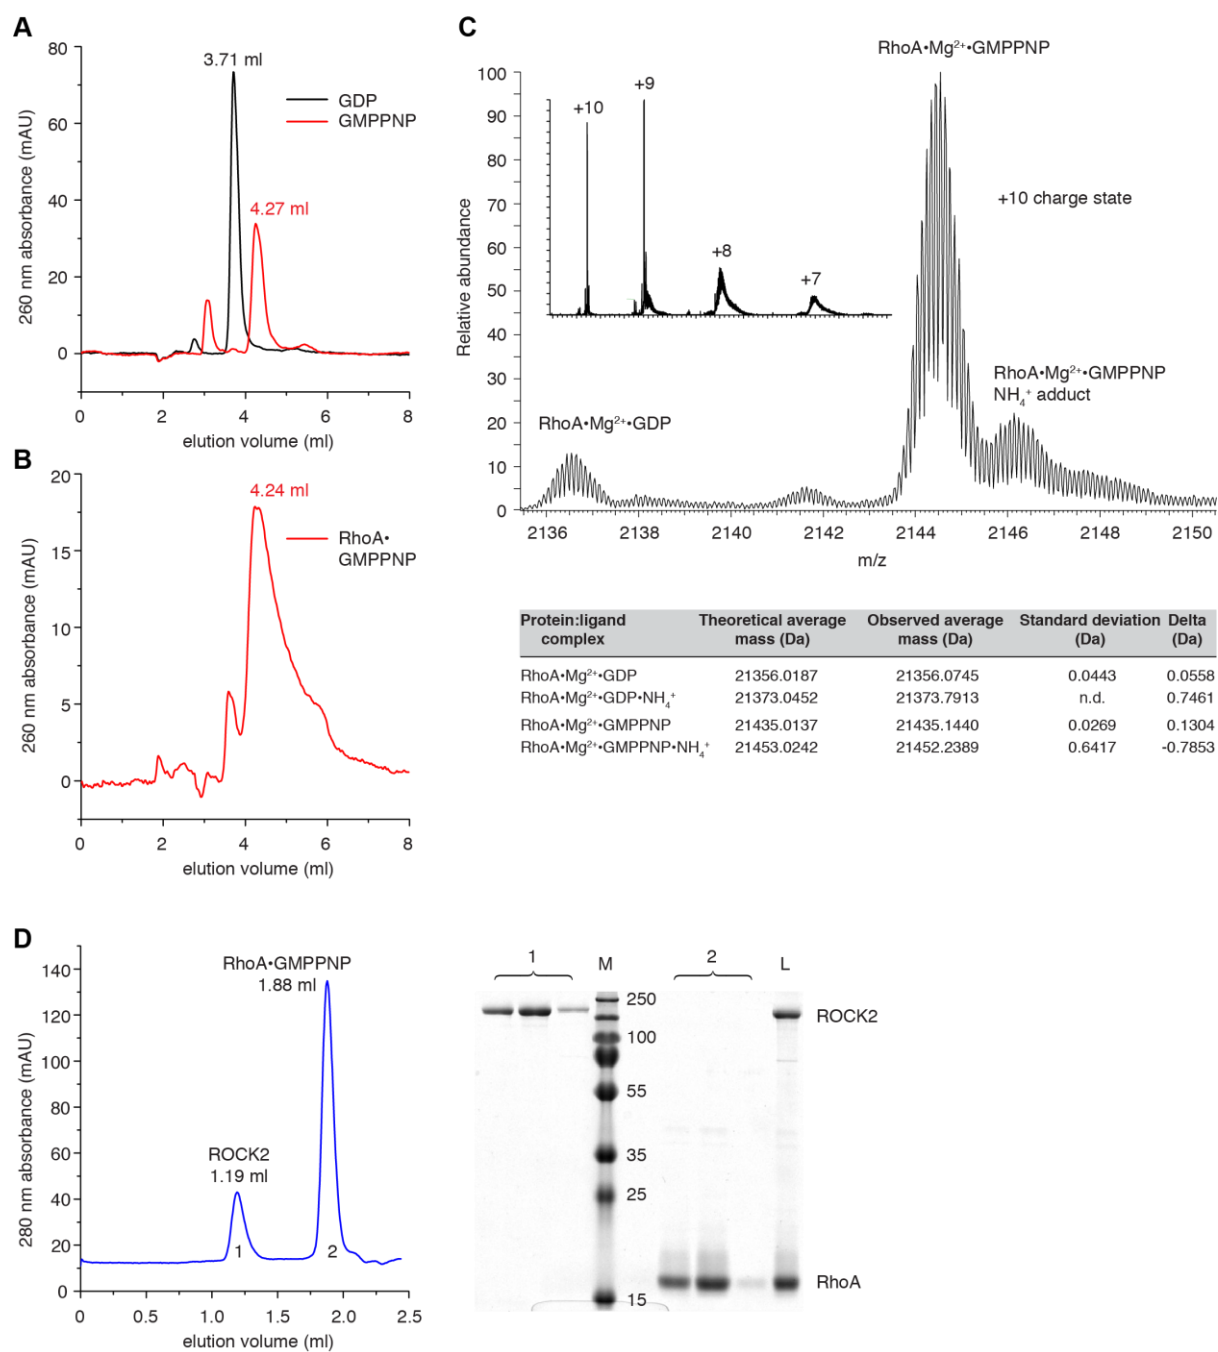 A
80
60
40
20
0
260 nm absorbance (mAU)
3.71 ml
GDP
GMPPNP
4.27 ml
0 2 4 6 8
elution volume (ml)
B
20
15
10
5
0
260 nm absorbance (mAU)
4.24 ml
RhoA•
GMPPNP
0 2 4 6 8
elution volume (ml)
C
RhoA•Mg²⁺•GMPPNP
100
90
80
70
60
50
40
30
20
10
0
Relative abundance
+10
+9
+8
+7
+10 charge state
RhoA•Mg²⁺•GDP
RhoA•Mg²⁺•GMPPNP
NH₄⁺ adduct
2136 2138 2140 2142 2144 2146 2148 2150
m/z
Protein:ligand complex Theoretical average mass (Da) Observed average mass (Da) Standard deviation (Da) Delta (Da)
RhoA•Mg²⁺•GDP 21356.0187 21356.0745 0.0443 0.0558
RhoA•Mg²⁺•GDP•NH₄⁺ 21373.0452 21373.7913 n.d. 0.7461
RhoA•Mg²⁺•GMPPNP 21435.0137 21435.1440 0.0269 0.1304
RhoA•Mg²⁺•GMPPNP•NH₄⁺ 21453.0242 21452.2389 0.6417 -0.7853
D
140
120
100
80
60
40
20
0
280 nm absorbance (mAU)
RhoA•GMPPNP
1.88 ml
ROCK2
1.19 ml
1
2
0 0.5 1.0 1.5 2.0 2.5
elution volume (ml)
1 M 2 L
250
100
55
35
25
15
ROCK2
RhoA